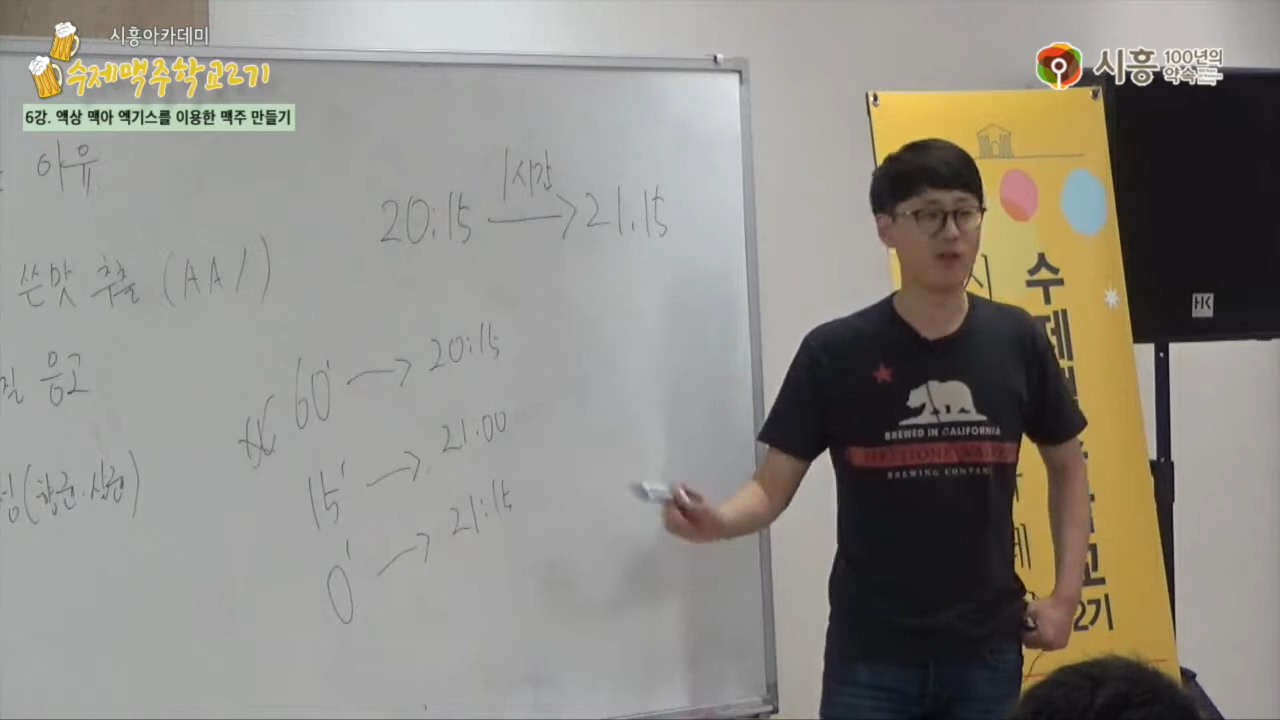 시흥아카데미
수제맥주학교2기
6강. 액상 맥아 엑기스를 이용한 맥주 만들기
시흥 100년의 약속
이유
20:15 1시간 → 21.15
쓴맛 추출 (AA/)
응고
60' → 20:15
15' → 21:00
0' → 21:15
(향균.살균)
BREWED IN CALIFORNIA
FIRESTONE WALKER
BREWING COMPANY
HK
수
제
고
2기